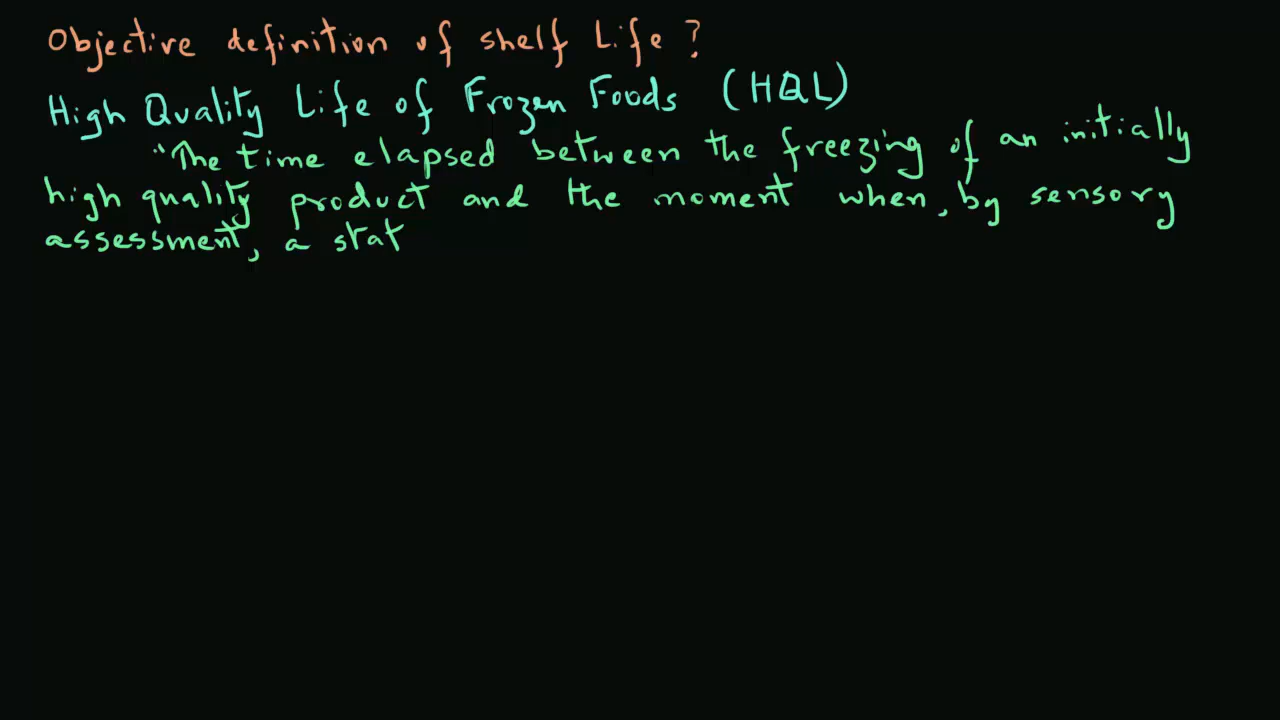 Objective definition of shelf Life?
High Quality Life of Frozen Foods (HQL)
"The time elapsed between the freezing of an initially
high quality product and the moment when, by sensory
assessment, a stat